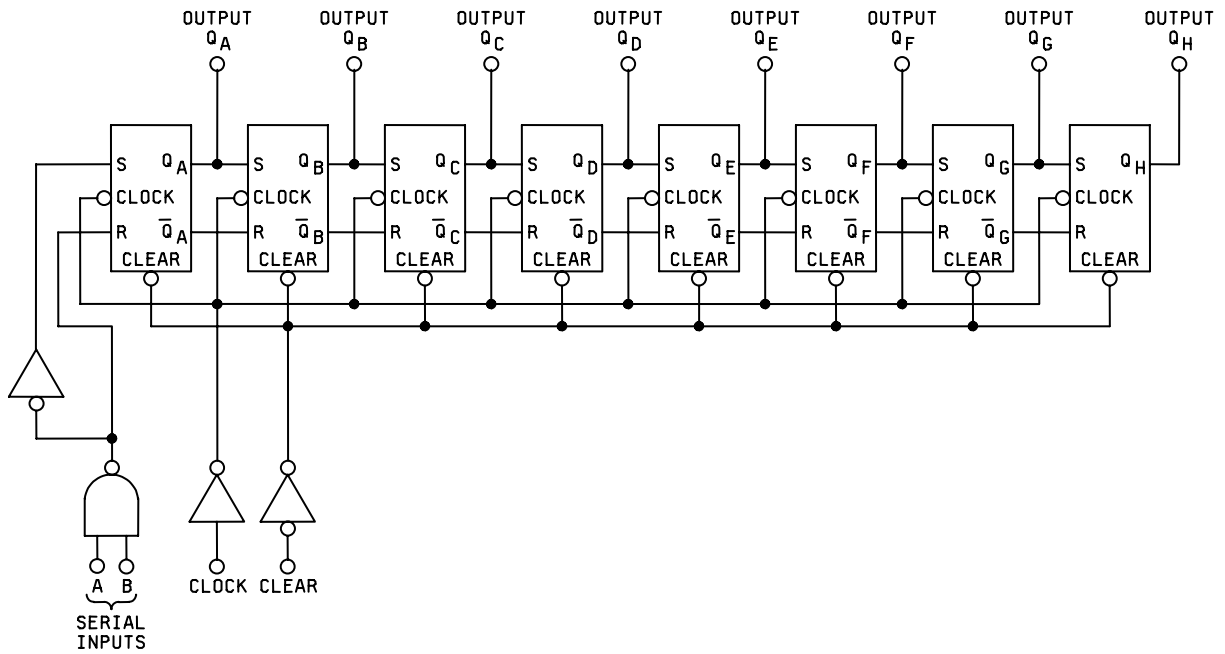 OUTPUT OUTPUT OUTPUT OUTPUT OUTPUT OUTPUT OUTPUT OUTPUT
QA QB QC QD QE QF QG QH
S QA S QB S QC S QD S QE S QF S QG S QH
CLOCK CLOCK CLOCK CLOCK CLOCK CLOCK CLOCK CLOCK
R Q̅A R Q̅B R Q̅C R Q̅D R Q̅E R Q̅F R Q̅G R
CLEAR CLEAR CLEAR CLEAR CLEAR CLEAR CLEAR CLEAR
A B CLOCK CLEAR
SERIAL
INPUTS